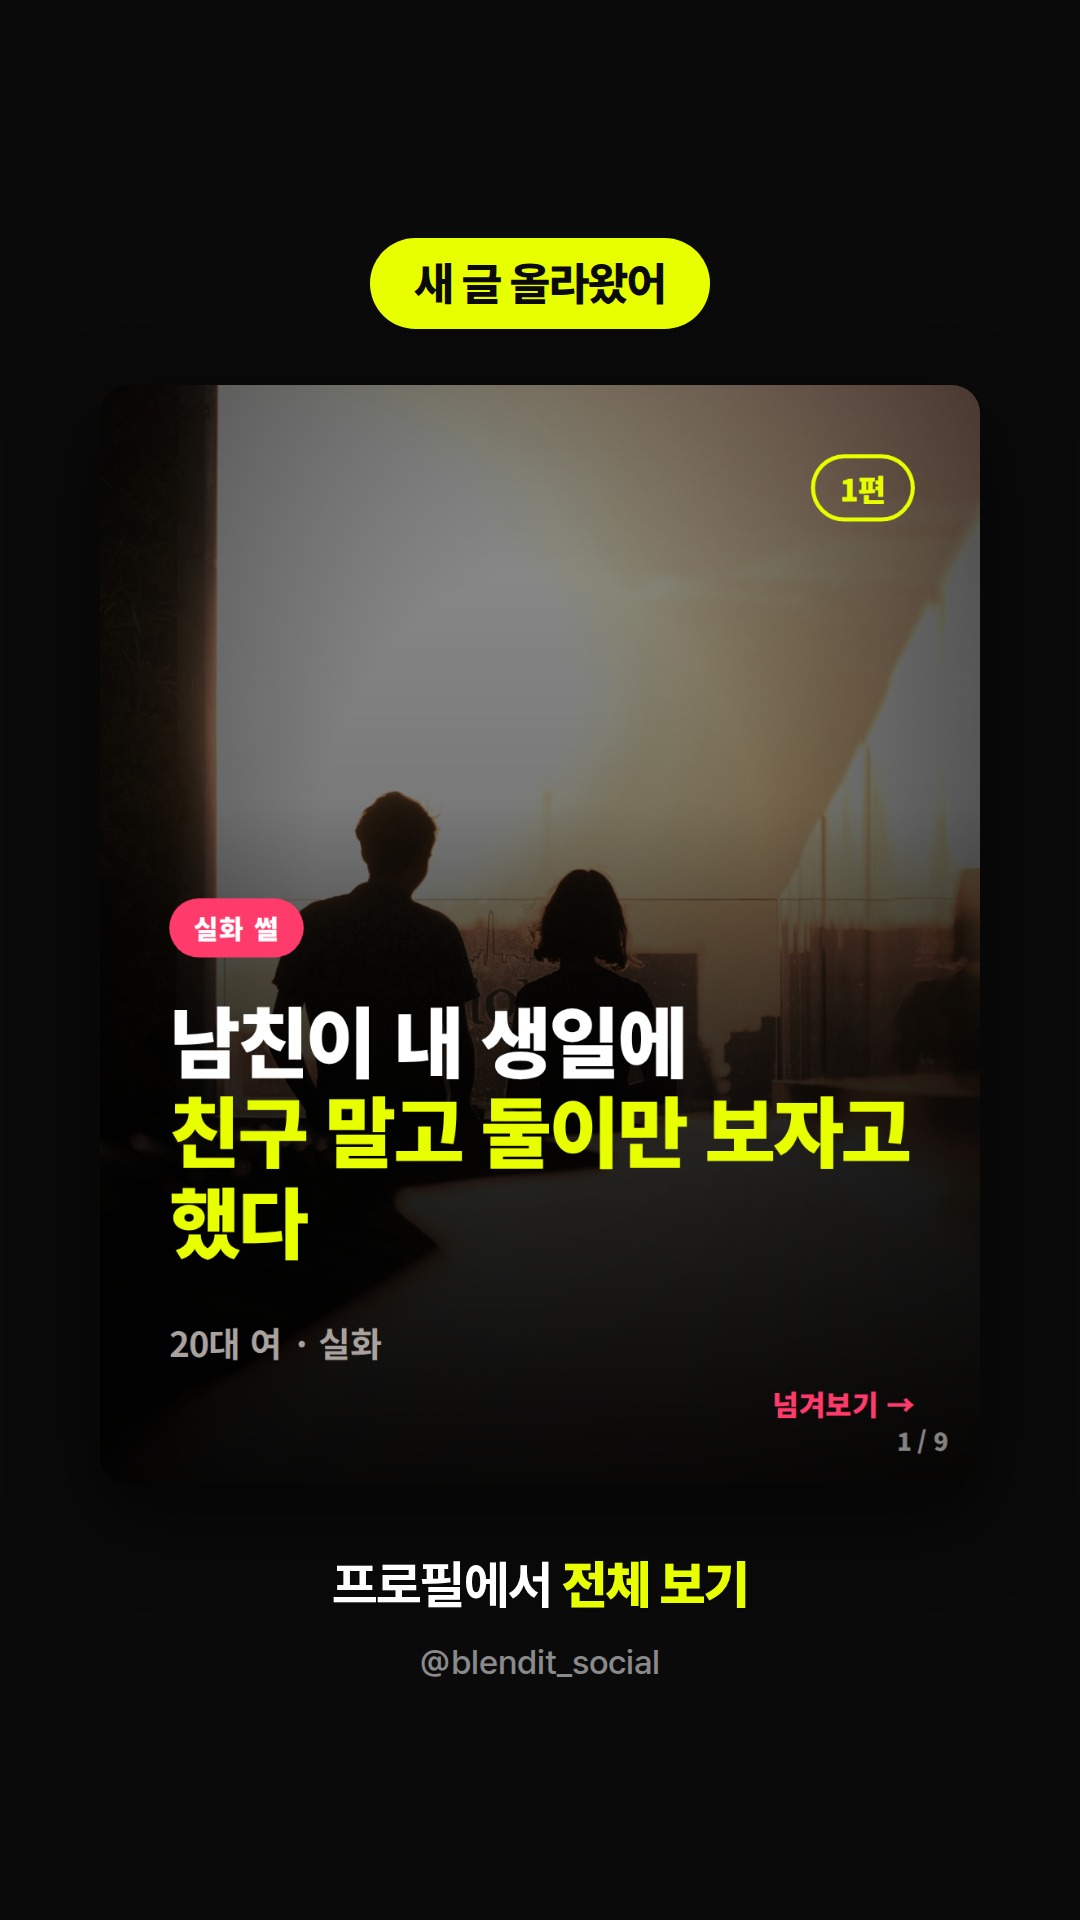 새 글 올라왔어
1편
실화 썰
남친이 내 생일에
친구 말고 둘이만 보자고
했다
20대 여 · 실화
넘겨보기 →
1 / 9
프로필에서 전체 보기
@blendit_social